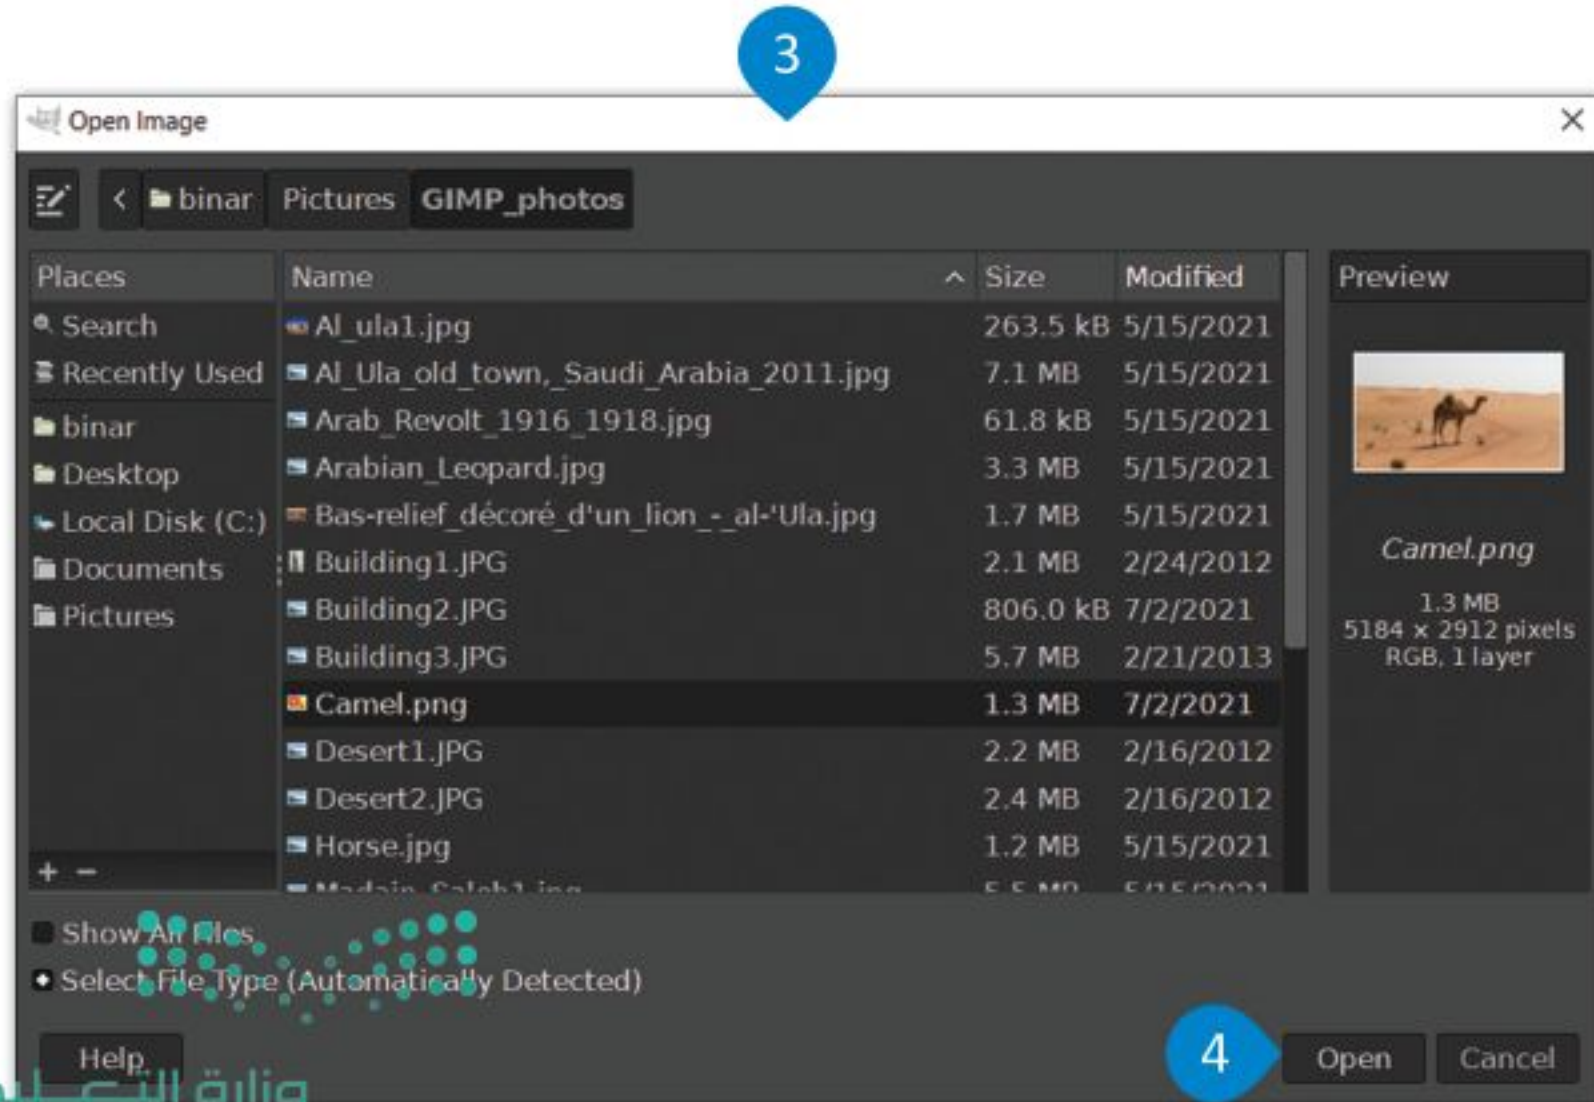 3
Open Image
binar Pictures GIMP_photos
Places Name Size Modified Preview
Search Al_ula1.jpg 263.5 kB 5/15/2021
Recently Used Al_Ula_old_town,_Saudi_Arabia_2011.jpg 7.1 MB 5/15/2021
binar Arab_Revolt_1916_1918.jpg 61.8 kB 5/15/2021
Desktop Arabian_Leopard.jpg 3.3 MB 5/15/2021
Local Disk (C:) Bas-relief_décoré_d'un_lion_-_al-'Ula.jpg 1.7 MB 5/15/2021
Documents Building1.JPG 2.1 MB 2/24/2012
Pictures Building2.JPG 806.0 kB 7/2/2021
Building3.JPG 5.7 MB 2/21/2013
Camel.png 1.3 MB 7/2/2021
Desert1.JPG 2.2 MB 2/16/2012
Desert2.JPG 2.4 MB 2/16/2012
Horse.jpg 1.2 MB 5/15/2021
Camel.png
1.3 MB
5184 × 2912 pixels
RGB, 1 layer
Show All Files
Select File Type (Automatically Detected)
Help 4 Open Cancel
وزارة التعليم